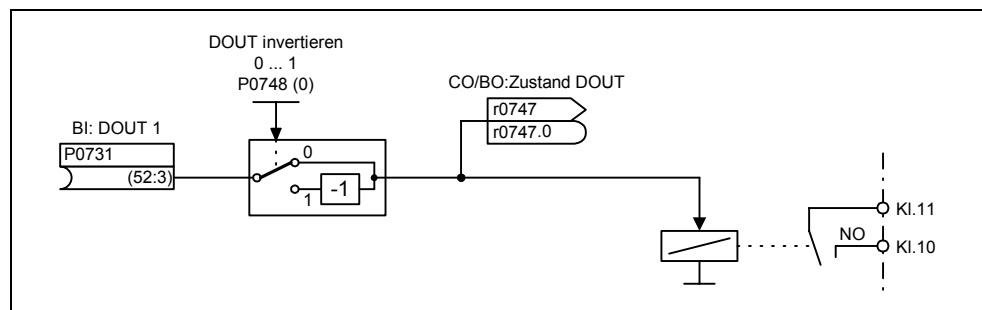 DOUT invertieren
0 ... 1
P0748 (0)
CO/BO:Zustand DOUT
r0747
r0747.0
BI: DOUT 1
P0731
(52:3)
0
1
-1
Kl.11
NO
Kl.10